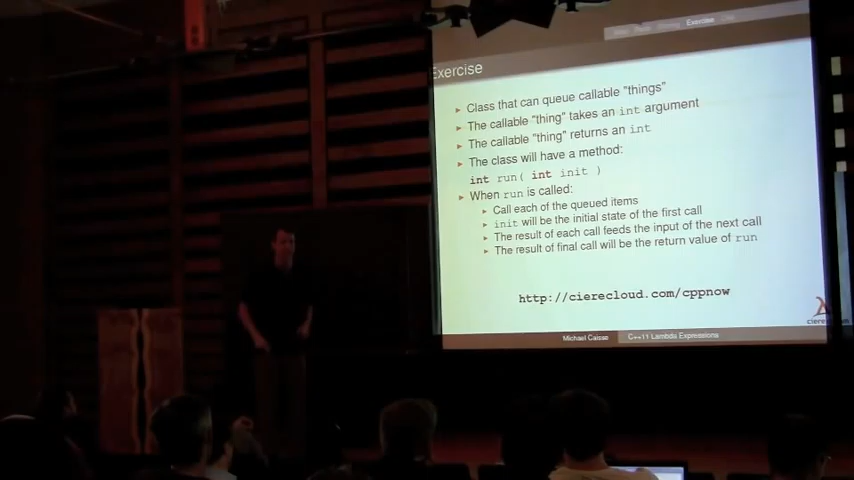 Exercise
Exercise
Class that can queue callable "things"
The callable "thing" takes an int argument
The callable "thing" returns an int
The class will have a method:
int run( int init )
When run is called:
Call each of the queued items
init will be the initial state of the first call
The result of each call feeds the input of the next call
The result of final call will be the return value of run
http://cierecloud.com/cppnow
Michael Caisse
C++11 Lambda Expressions